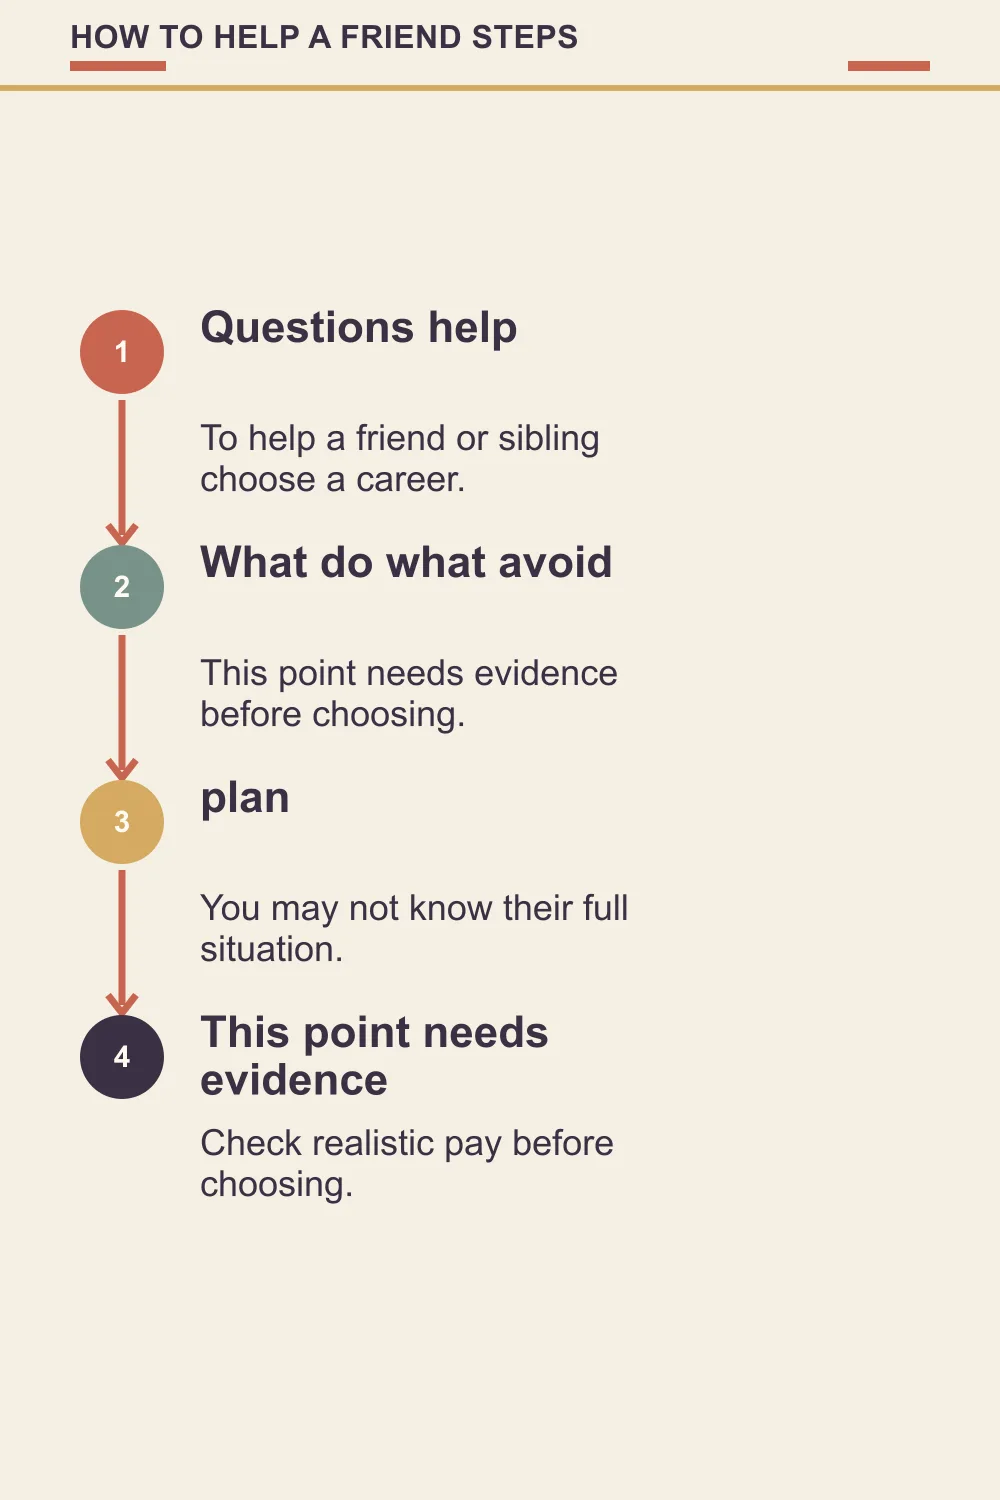 HOW TO HELP A FRIEND STEPS
1
Questions help
To help a friend or sibling
choose a career.
2
What do what avoid
This point needs evidence
before choosing.
3
plan
You may not know their full
situation.
4
This point needs
evidence
Check realistic pay before
choosing.